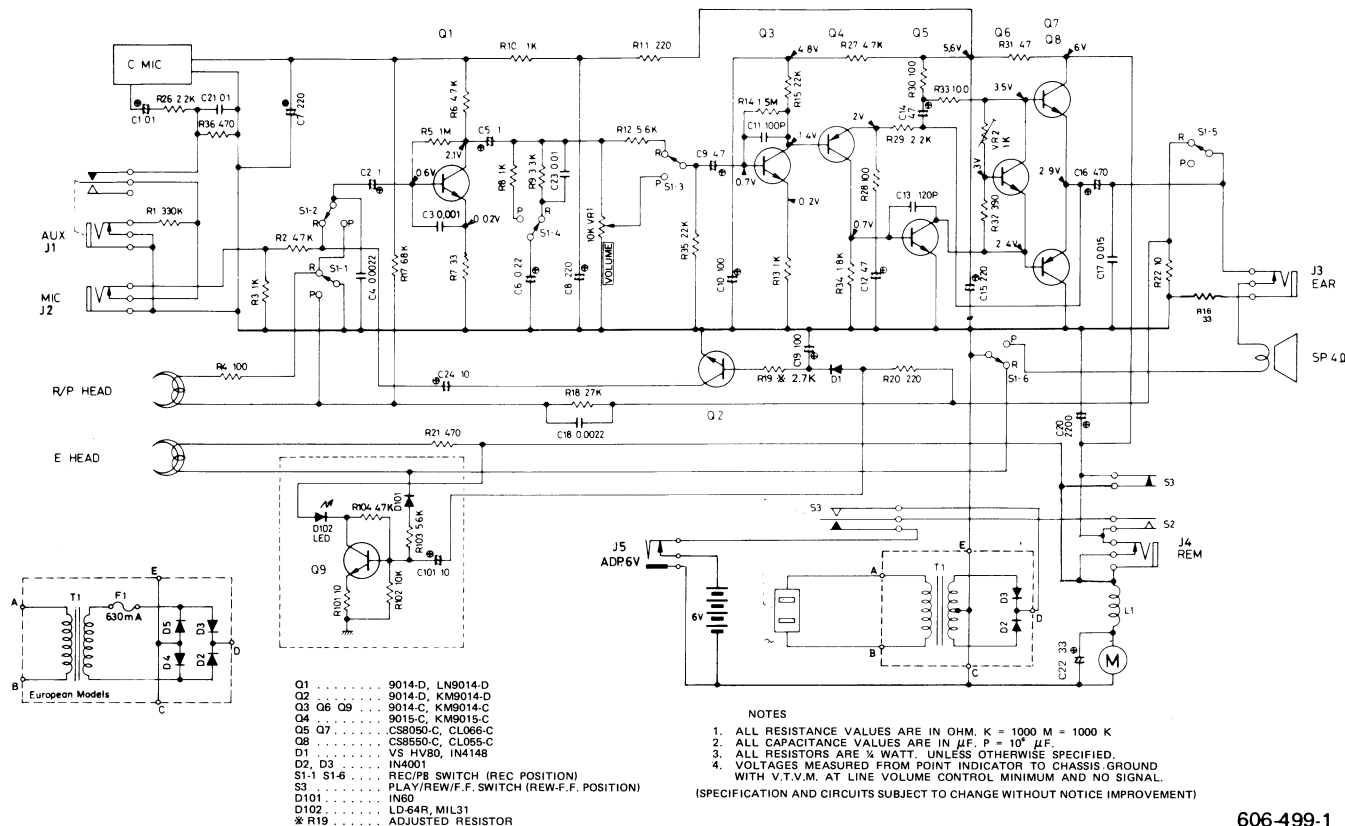 Q1
R10 1K
R11 220
Q3
Q4
R27 4.7K
Q5
Q6
R31 47
Q7
Q8
4.8V
5.6V
6V
C MIC
C1 .01
R26 2.2K
C21 .01
R36 470
C7 220
R6 4.7K
R5 1M
C5 .1
2.1V
0.6V
C2 .1
C3 0.001
0.02V
R7 33
R8 1K
R9 3.3K
C23 0.01
R12 5.6K
R
P
S1-3
10K VR1
VOLUME
P
R
S1-4
C6 0.22
C8 220
C9 .47
R35 22K
C10 100
R14 1.5M
C11 100P
R15 22K
1.4V
0.7V
0.2V
R13 1K
2V
R28 100
0.7V
R34 1.8K
C12 47
R29 2.2K
C14 47
R30 100
R33 100
C13 120P
C15 220
3.5V
VR2 1K
3V
R32 390
2.4V
2.9V
C16 470
C17 0.015
R
P
S1-5
R22 10
R16
33
J3
EAR
SP 4Ω
AUX
J1
R1 330K
MIC
J2
S1-2
R
P
R2 47K
R3 1K
R
S1-1
P
C4 0.0022
R17 68K
R/P HEAD
R4 100
C24 10
Q2
R19 ※ 2.7K
C19 100
D1
R20 220
P
R
S1-6
R18 27K
C18 0.0022
E HEAD
R21 470
C20
2200
S3
S2
J4
REM
L1
C22 33
M
D102
LED
R104 47K
D101
R103 5.6K
C101 10
Q9
R101 10
R102 10K
J5
ADP.6V
6V
S3
E
A
B
T1
D3
D2
D
C
~
E
A
B
T1
F1
630mA
D5
D4
D3
D2
D
C
European Models
Q1 . . . . . . . . 9014-D, LN9014-D
Q2 . . . . . . . . 9014-D, KM9014-D
Q3 Q6 Q9 . . . 9014-C, KM9014-C
Q4 . . . . . . . . 9015-C, KM9015-C
Q5 Q7 . . . . . CS8050-C, CL066-C
Q8 . . . . . . . . CS8550-C, CL055-C
D1 . . . . . . . . VS HV80, IN4148
D2, D3 . . . . . IN4001
S1-1 S1-6 . . . . REC/PB SWITCH (REC POSITION)
S3 . . . . . . . . PLAY/REW/F.F. SWITCH (REW-F.F. POSITION)
D101 . . . . . . IN60
D102 . . . . . . LD-64R, MIL31
※ R19 . . . . . . ADJUSTED RESISTOR
NOTES
1. ALL RESISTANCE VALUES ARE IN OHM. K = 1000 M = 1000 K
2. ALL CAPACITANCE VALUES ARE IN μF. P = 10⁶ μF.
3. ALL RESISTORS ARE ¼ WATT. UNLESS OTHERWISE SPECIFIED.
4. VOLTAGES MEASURED FROM POINT INDICATOR TO CHASSIS GROUND
WITH V.T.V.M. AT LINE VOLUME CONTROL MINIMUM AND NO SIGNAL.
(SPECIFICATION AND CIRCUITS SUBJECT TO CHANGE WITHOUT NOTICE IMPROVEMENT)
606-499-1